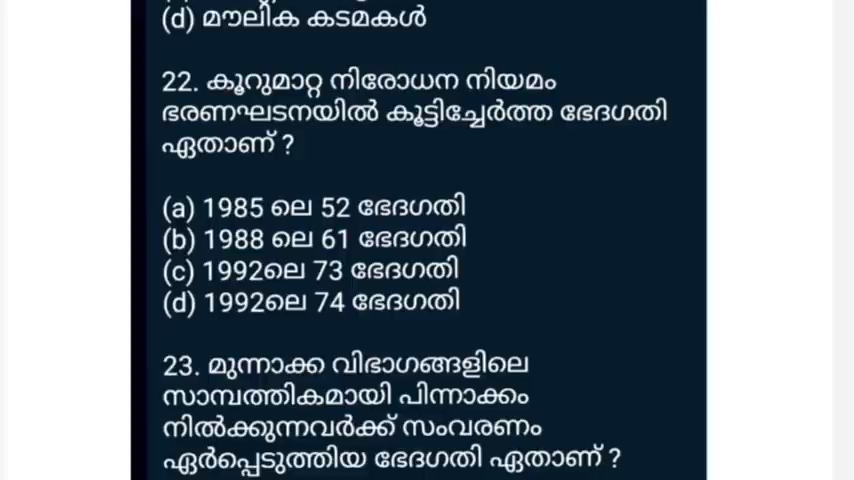 (d) മൗലിക കടമകൾ
22. കൂറുമാറ്റ നിരോധന നിയമം
ഭരണഘടനയിൽ കൂട്ടിച്ചേർത്ത ഭേദഗതി
ഏതാണ് ?
(a) 1985 ലെ 52 ഭേദഗതി
(b) 1988 ലെ 61 ഭേദഗതി
(c) 1992ലെ 73 ഭേദഗതി
(d) 1992ലെ 74 ഭേദഗതി
23. മുന്നാക്ക വിഭാഗങ്ങളിലെ
സാമ്പത്തികമായി പിന്നാക്കം
നിൽക്കുന്നവർക്ക് സംവരണം
ഏർപ്പെടുത്തിയ ഭേദഗതി ഏതാണ് ?